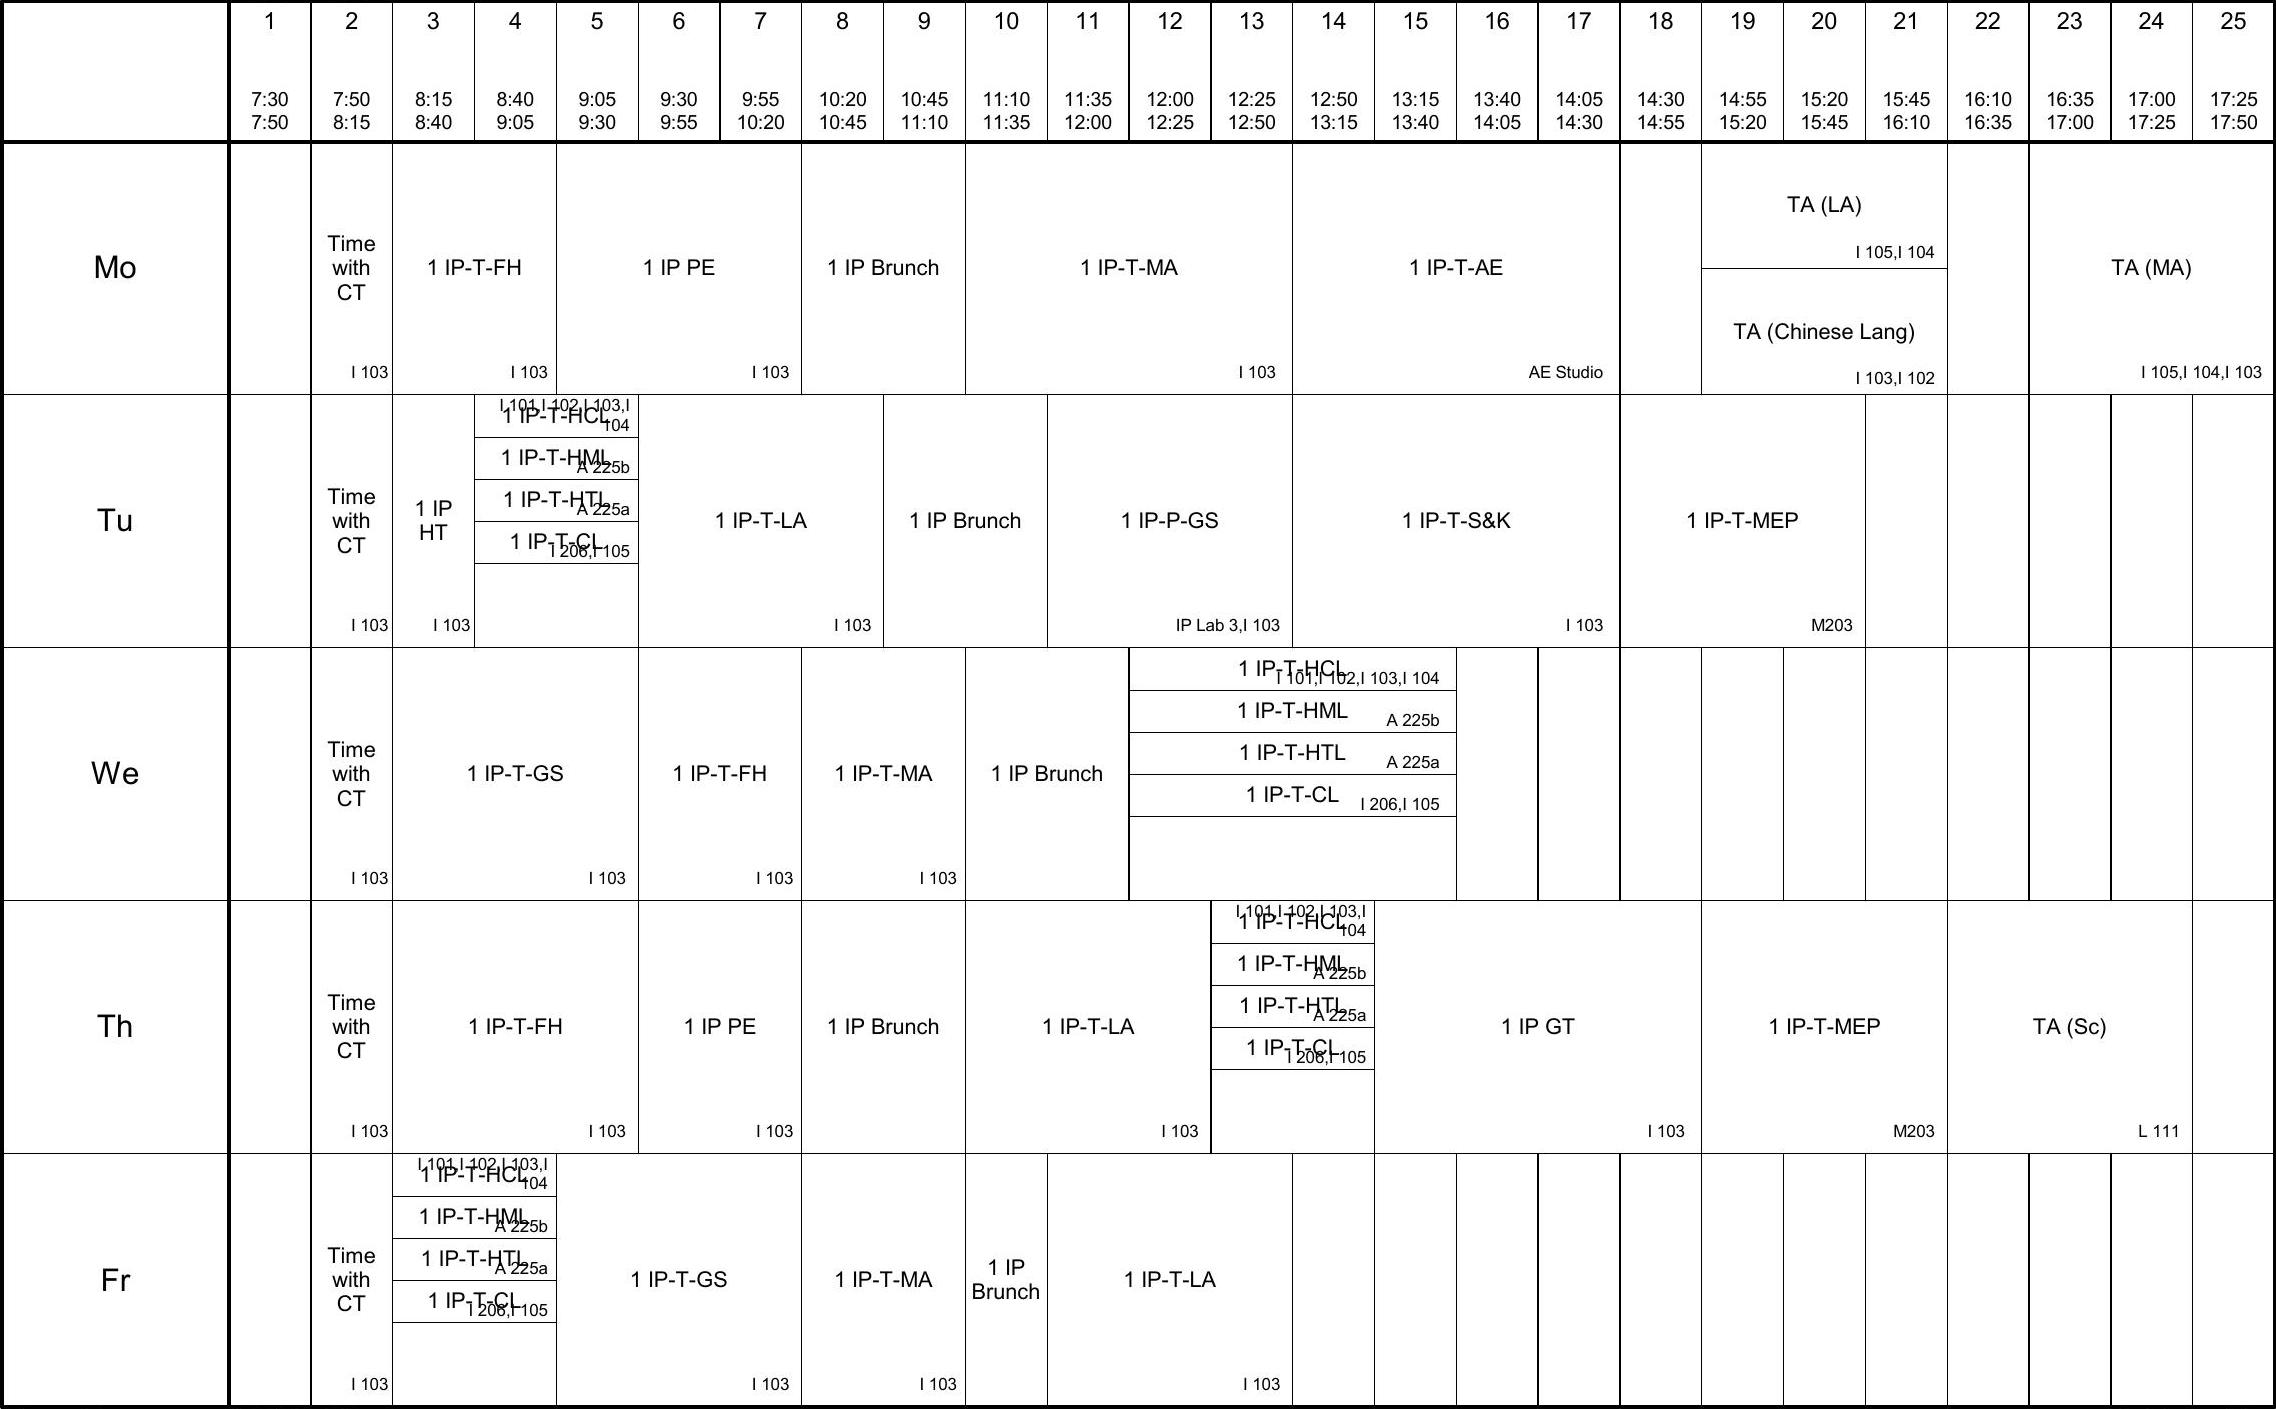 1 2 3 4 5 6 7 8 9 10 11 12 13 14 15 16 17 18 19 20 21 22 23 24 25
7:30 7:50 8:15 8:40 9:05 9:30 9:55 10:20 10:45 11:10 11:35 12:00 12:25 12:50 13:15 13:40 14:05 14:30 14:55 15:20 15:45 16:10 16:35 17:00 17:25
7:50 8:15 8:40 9:05 9:30 9:55 10:20 10:45 11:10 11:35 12:00 12:25 12:50 13:15 13:40 14:05 14:30 14:55 15:20 15:45 16:10 16:35 17:00 17:25 17:50
Mo
Time
with
CT
I 103
1 IP-T-FH
I 103
1 IP PE
I 103
1 IP Brunch
1 IP-T-MA
I 103
1 IP-T-AE
AE Studio
TA (LA)
I 105,I 104
TA (Chinese Lang)
I 103,I 102
TA (MA)
I 105,I 104,I 103
Tu
Time
with
CT
I 103
1 IP
HT
I 103
1 IP-T-HCL
I 101,I 102,I 103,I
104
1 IP-T-HML
A 225b
1 IP-T-HTL
A 225a
1 IP-T-CL
I 206,I 105
1 IP-T-LA
I 103
1 IP Brunch
1 IP-P-GS
IP Lab 3,I 103
1 IP-T-S&K
I 103
1 IP-T-MEP
M203
We
Time
with
CT
I 103
1 IP-T-GS
I 103
1 IP-T-FH
I 103
1 IP-T-MA
I 103
1 IP Brunch
1 IP-T-HCL
I 101,I 102,I 103,I 104
1 IP-T-HML
A 225b
1 IP-T-HTL
A 225a
1 IP-T-CL
I 206,I 105
Th
Time
with
CT
I 103
1 IP-T-FH
I 103
1 IP PE
I 103
1 IP Brunch
1 IP-T-LA
I 103
1 IP-T-HCL
I 101,I 102,I 103,I
104
1 IP-T-HML
A 225b
1 IP-T-HTL
A 225a
1 IP-T-CL
I 206,I 105
1 IP GT
I 103
1 IP-T-MEP
M203
TA (Sc)
L 111
Fr
Time
with
CT
I 103
1 IP-T-HCL
I 101,I 102,I 103,I
104
1 IP-T-HML
A 225b
1 IP-T-HTL
A 225a
1 IP-T-CL
I 206,I 105
1 IP-T-GS
I 103
1 IP-T-MA
I 103
1 IP
Brunch
1 IP-T-LA
I 103